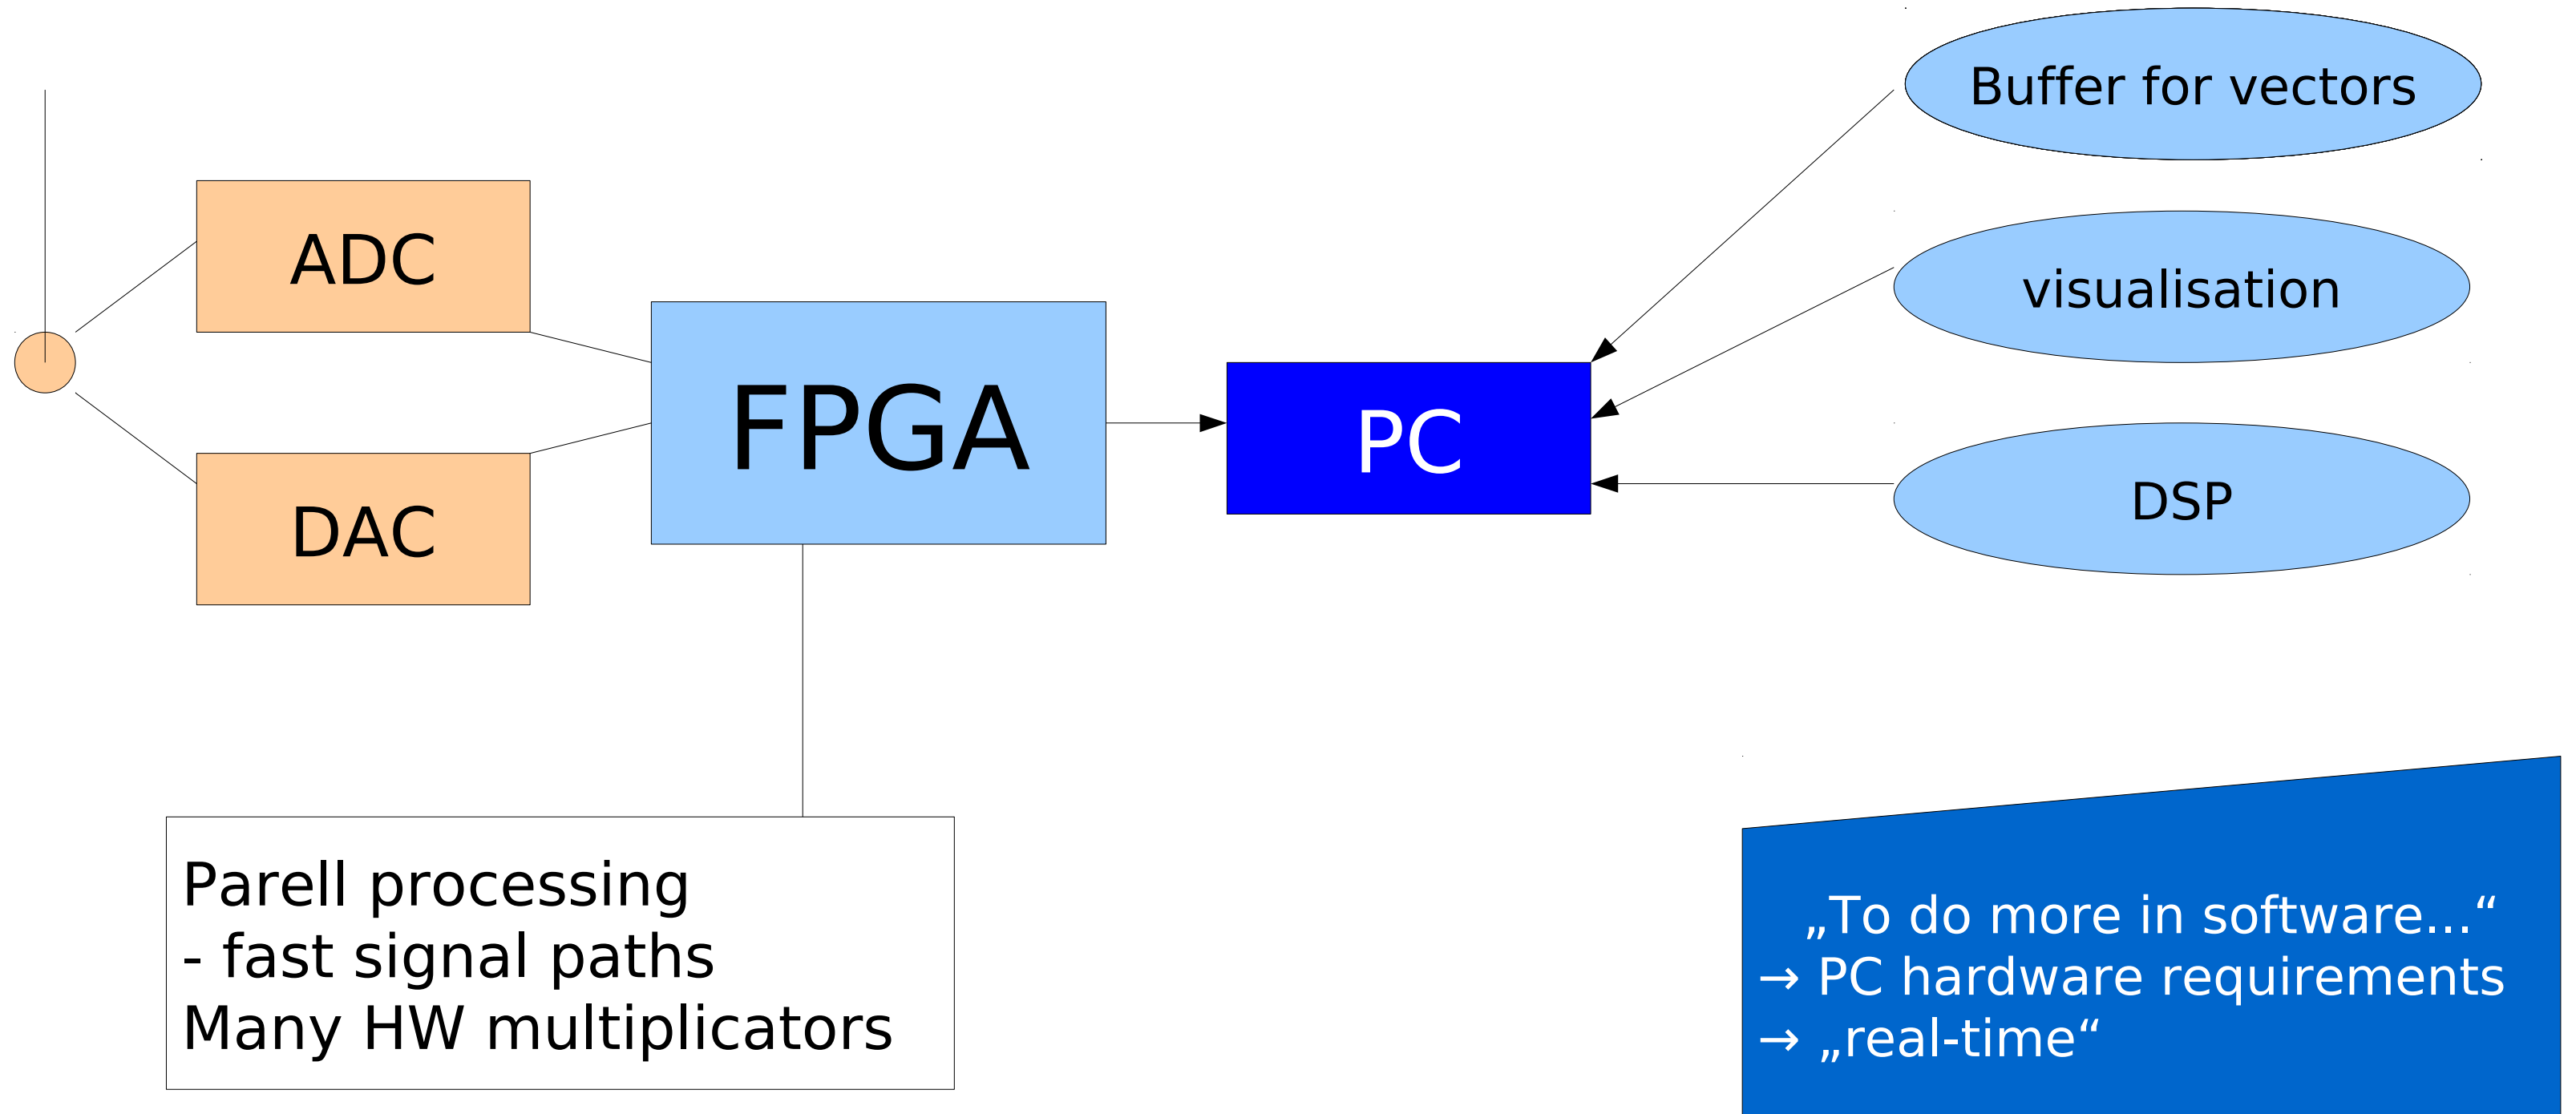 Buffer for vectors
ADC
visualisation
FPGA
PC
DAC
DSP
Parell processing
- fast signal paths
Many HW multiplicators
„To do more in software...“
→ PC hardware requirements
→ „real-time“